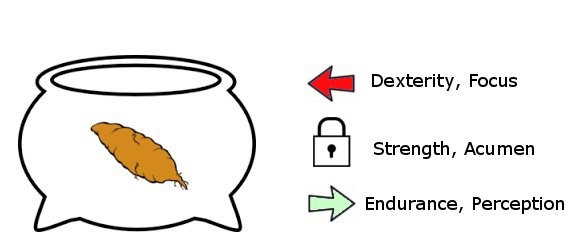 Dexterity, Focus
Strength, Acumen
Endurance, Perception